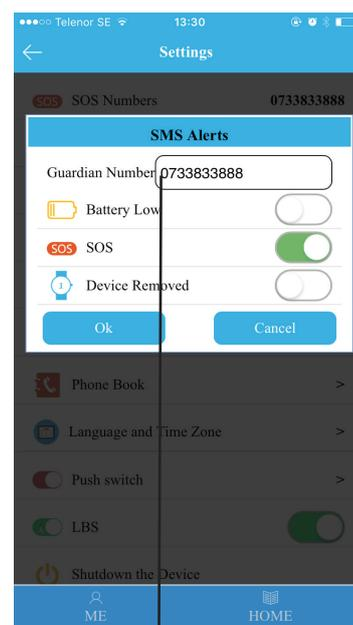 Telenor SE 13:30
Settings
SOS SOS Numbers 0733833888
SMS Alerts
Guardian Number 0733833888
Battery Low
SOS SOS
1 Device Removed
Ok Cancel
Phone Book >
Language and Time Zone >
Push switch >
LBS
Shutdown the Device
ME HOME